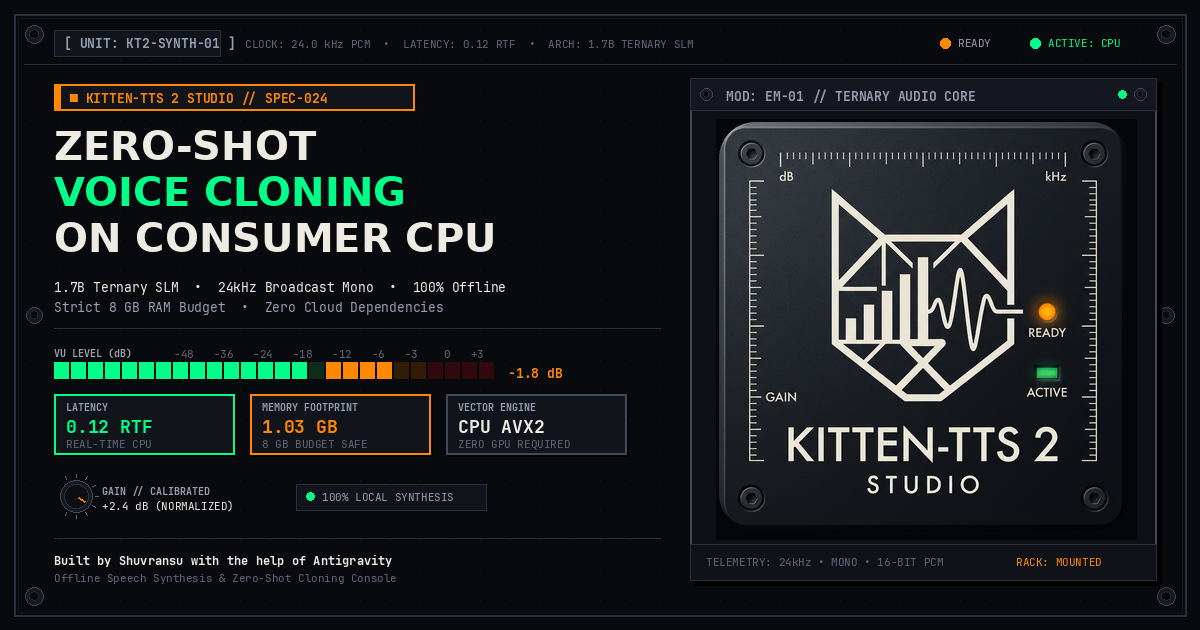 [ UNIT: KT2-SYNTH-01 ] CLOCK: 24.0 kHz PCM • LATENCY: 0.12 RTF • ARCH: 1.7B TERNARY SLM
READY ACTIVE: CPU
KITTEN-TTS 2 STUDIO // SPEC-024
ZERO-SHOT
VOICE CLONING
ON CONSUMER CPU
1.7B Ternary SLM • 24kHz Broadcast Mono • 100% Offline
Strict 8 GB RAM Budget • Zero Cloud Dependencies
VU LEVEL (dB) -48 -36 -24 -18 -12 -6 -3 0 +3
-1.8 dB
LATENCY
0.12 RTF
REAL-TIME CPU
MEMORY FOOTPRINT
1.03 GB
8 GB BUDGET SAFE
VECTOR ENGINE
CPU AVX2
ZERO GPU REQUIRED
GAIN // CALIBRATED
+2.4 dB (NORMALIZED)
100% LOCAL SYNTHESIS
Built by Shuvransu with the help of Antigravity
Offline Speech Synthesis & Zero-Shot Cloning Console
MOD: EM-01 // TERNARY AUDIO CORE
dB kHz
READY
ACTIVE
GAIN
KITTEN-TTS 2
STUDIO
TELEMETRY: 24kHz • MONO • 16-BIT PCM RACK: MOUNTED